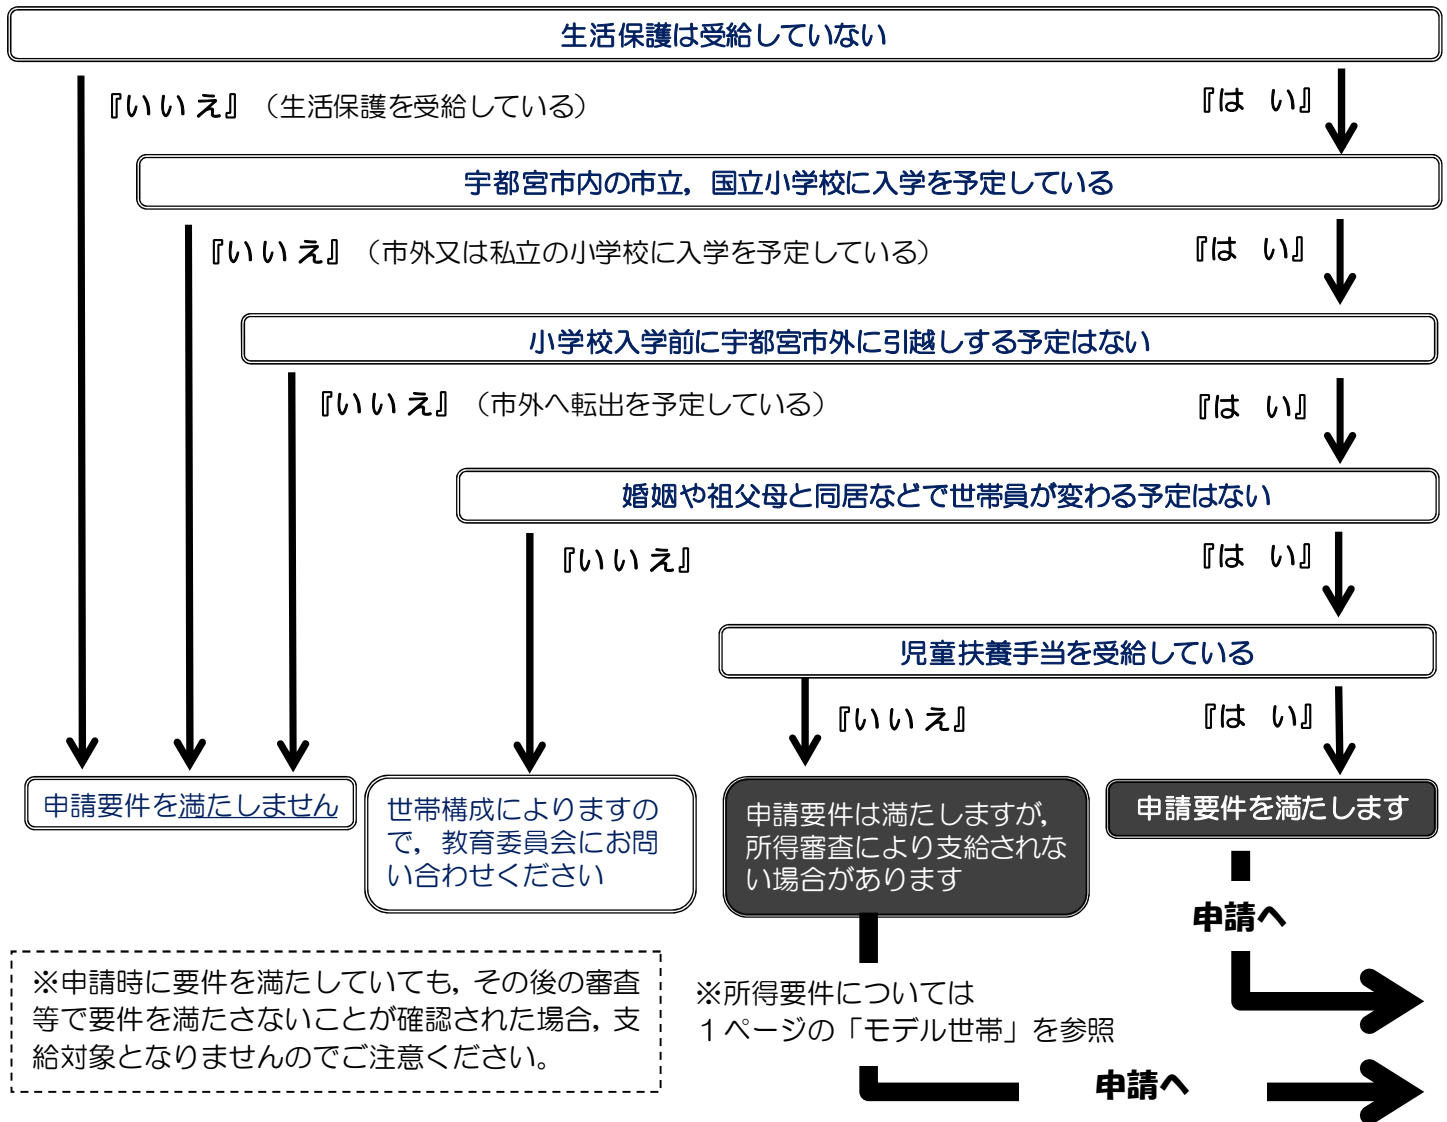 生活保護は受給していない
『いいえ』（生活保護を受給している）
『は　い』
宇都宮市内の市立，国立小学校に入学を予定している
『いいえ』（市外又は私立の小学校に入学を予定している）
『は　い』
小学校入学前に宇都宮市外に引越しする予定はない
『いいえ』（市外へ転出を予定している）
『は　い』
婚姻や祖父母と同居などで世帯員が変わる予定はない
『いいえ』
『は　い』
児童扶養手当を受給している
『いいえ』
『は　い』
申請要件を満たしません
世帯構成によりますの
で，教育委員会にお問
い合わせください
申請要件は満たしますが，
所得審査により支給されな
い場合があります
申請要件を満たします
申請へ
※申請時に要件を満たしていても，その後の審査
等で要件を満たさないことが確認された場合，支
給対象となりませんのでご注意ください。
※所得要件については
１ページの「モデル世帯」を参照
申請へ